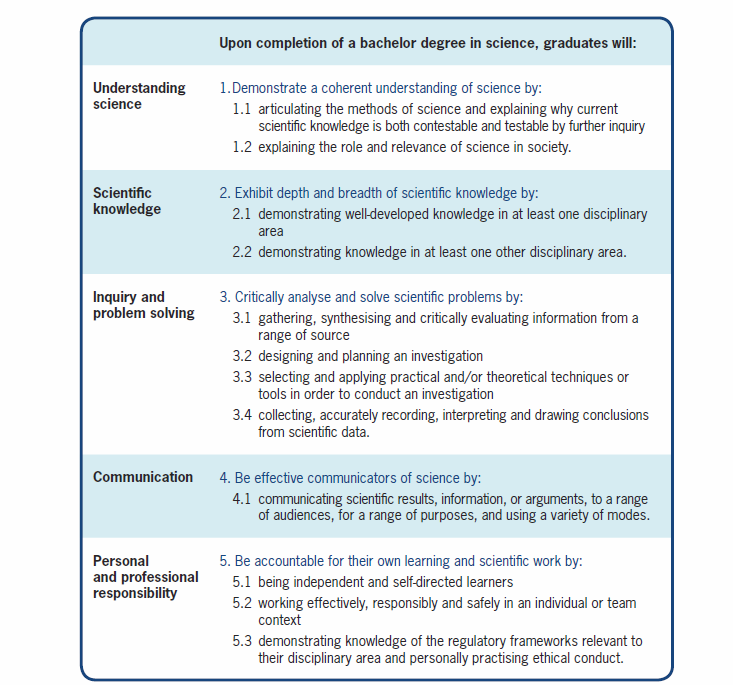 Upon completion of a bachelor degree in science, graduates will:
Understanding
science
1.Demonstrate a coherent understanding of science by:
1.1 articulating the methods of science and explaining why current
scientific knowledge is both contestable and testable by further inquiry
1.2 explaining the role and relevance of science in society.
Scientific
knowledge
2. Exhibit depth and breadth of scientific knowledge by:
2.1 demonstrating well-developed knowledge in at least one disciplinary
area
2.2 demonstrating knowledge in at least one other disciplinary area.
Inquiry and
problem solving
3. Critically analyse and solve scientific problems by:
3.1 gathering, synthesising and critically evaluating information from a
range of source
3.2 designing and planning an investigation
3.3 selecting and applying practical and/or theoretical techniques or
tools in order to conduct an investigation
3.4 collecting, accurately recording, interpreting and drawing conclusions
from scientific data.
Communication
4. Be effective communicators of science by:
4.1 communicating scientific results, information, or arguments, to a range
of audiences, for a range of purposes, and using a variety of modes.
Personal
and professional
responsibility
5. Be accountable for their own learning and scientific work by:
5.1 being independent and self-directed learners
5.2 working effectively, responsibly and safely in an individual or team
context
5.3 demonstrating knowledge of the regulatory frameworks relevant to
their disciplinary area and personally practising ethical conduct.